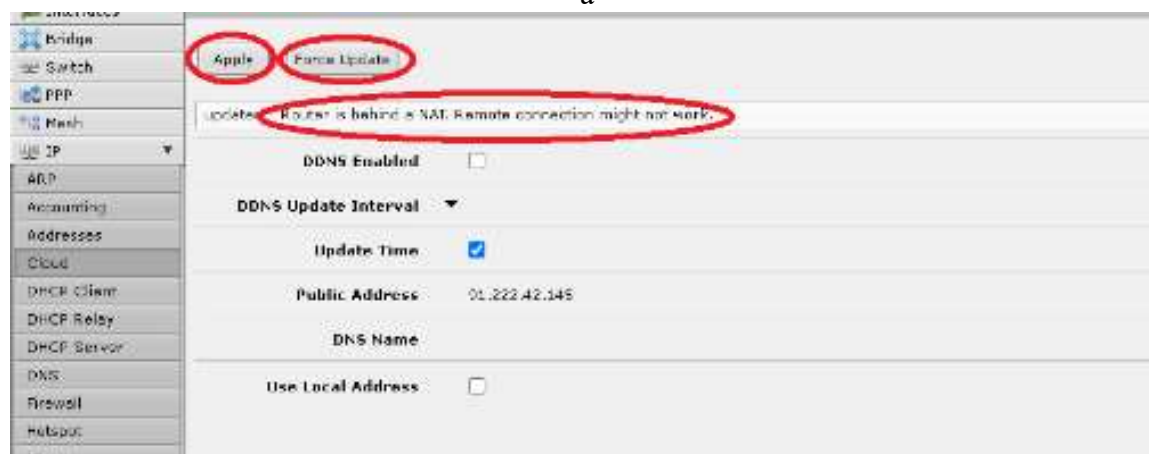 a
Interfaces
Bridge
Switch
PPP
Mesh
IP
ARP
Accounting
Addresses
Cloud
DHCP Client
DHCP Relay
DHCP Server
DNS
Firewall
Hotspot
Apply Force Update
updated Router is behind a NAT. Remote connection might not work.
DDNS Enabled
DDNS Update Interval
Update Time
Public Address 91.222.42.145
DNS Name
Use Local Address